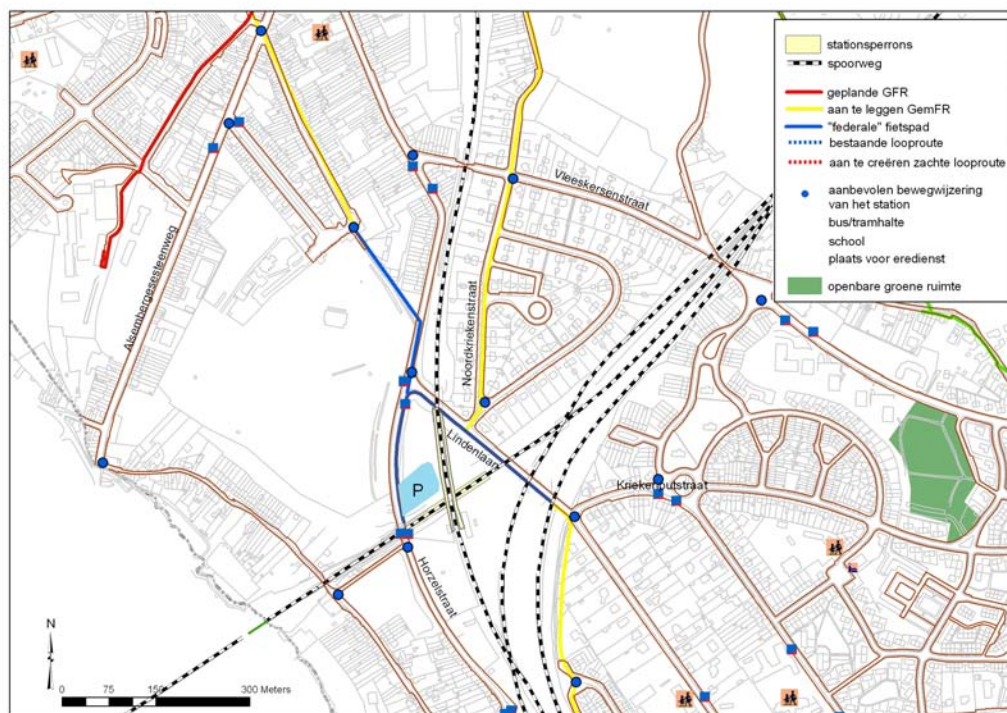 stationsperrons
spoorweg
geplande GFR
aan te leggen GemFR
"federale" fietspad
bestaande looproute
aan te creëren zachte looproute
aanbevolen bewegwijzering
van het station
bus/tramhalte
school
plaats voor eredienst
openbare groene ruimte
Vleeskersenstraat
Alsembergsesteenweg
Noordkriekenstraat
Lindenlaan
Kriekenputstraat
P
Horzelstraat
N
0 75 150 300 Meters